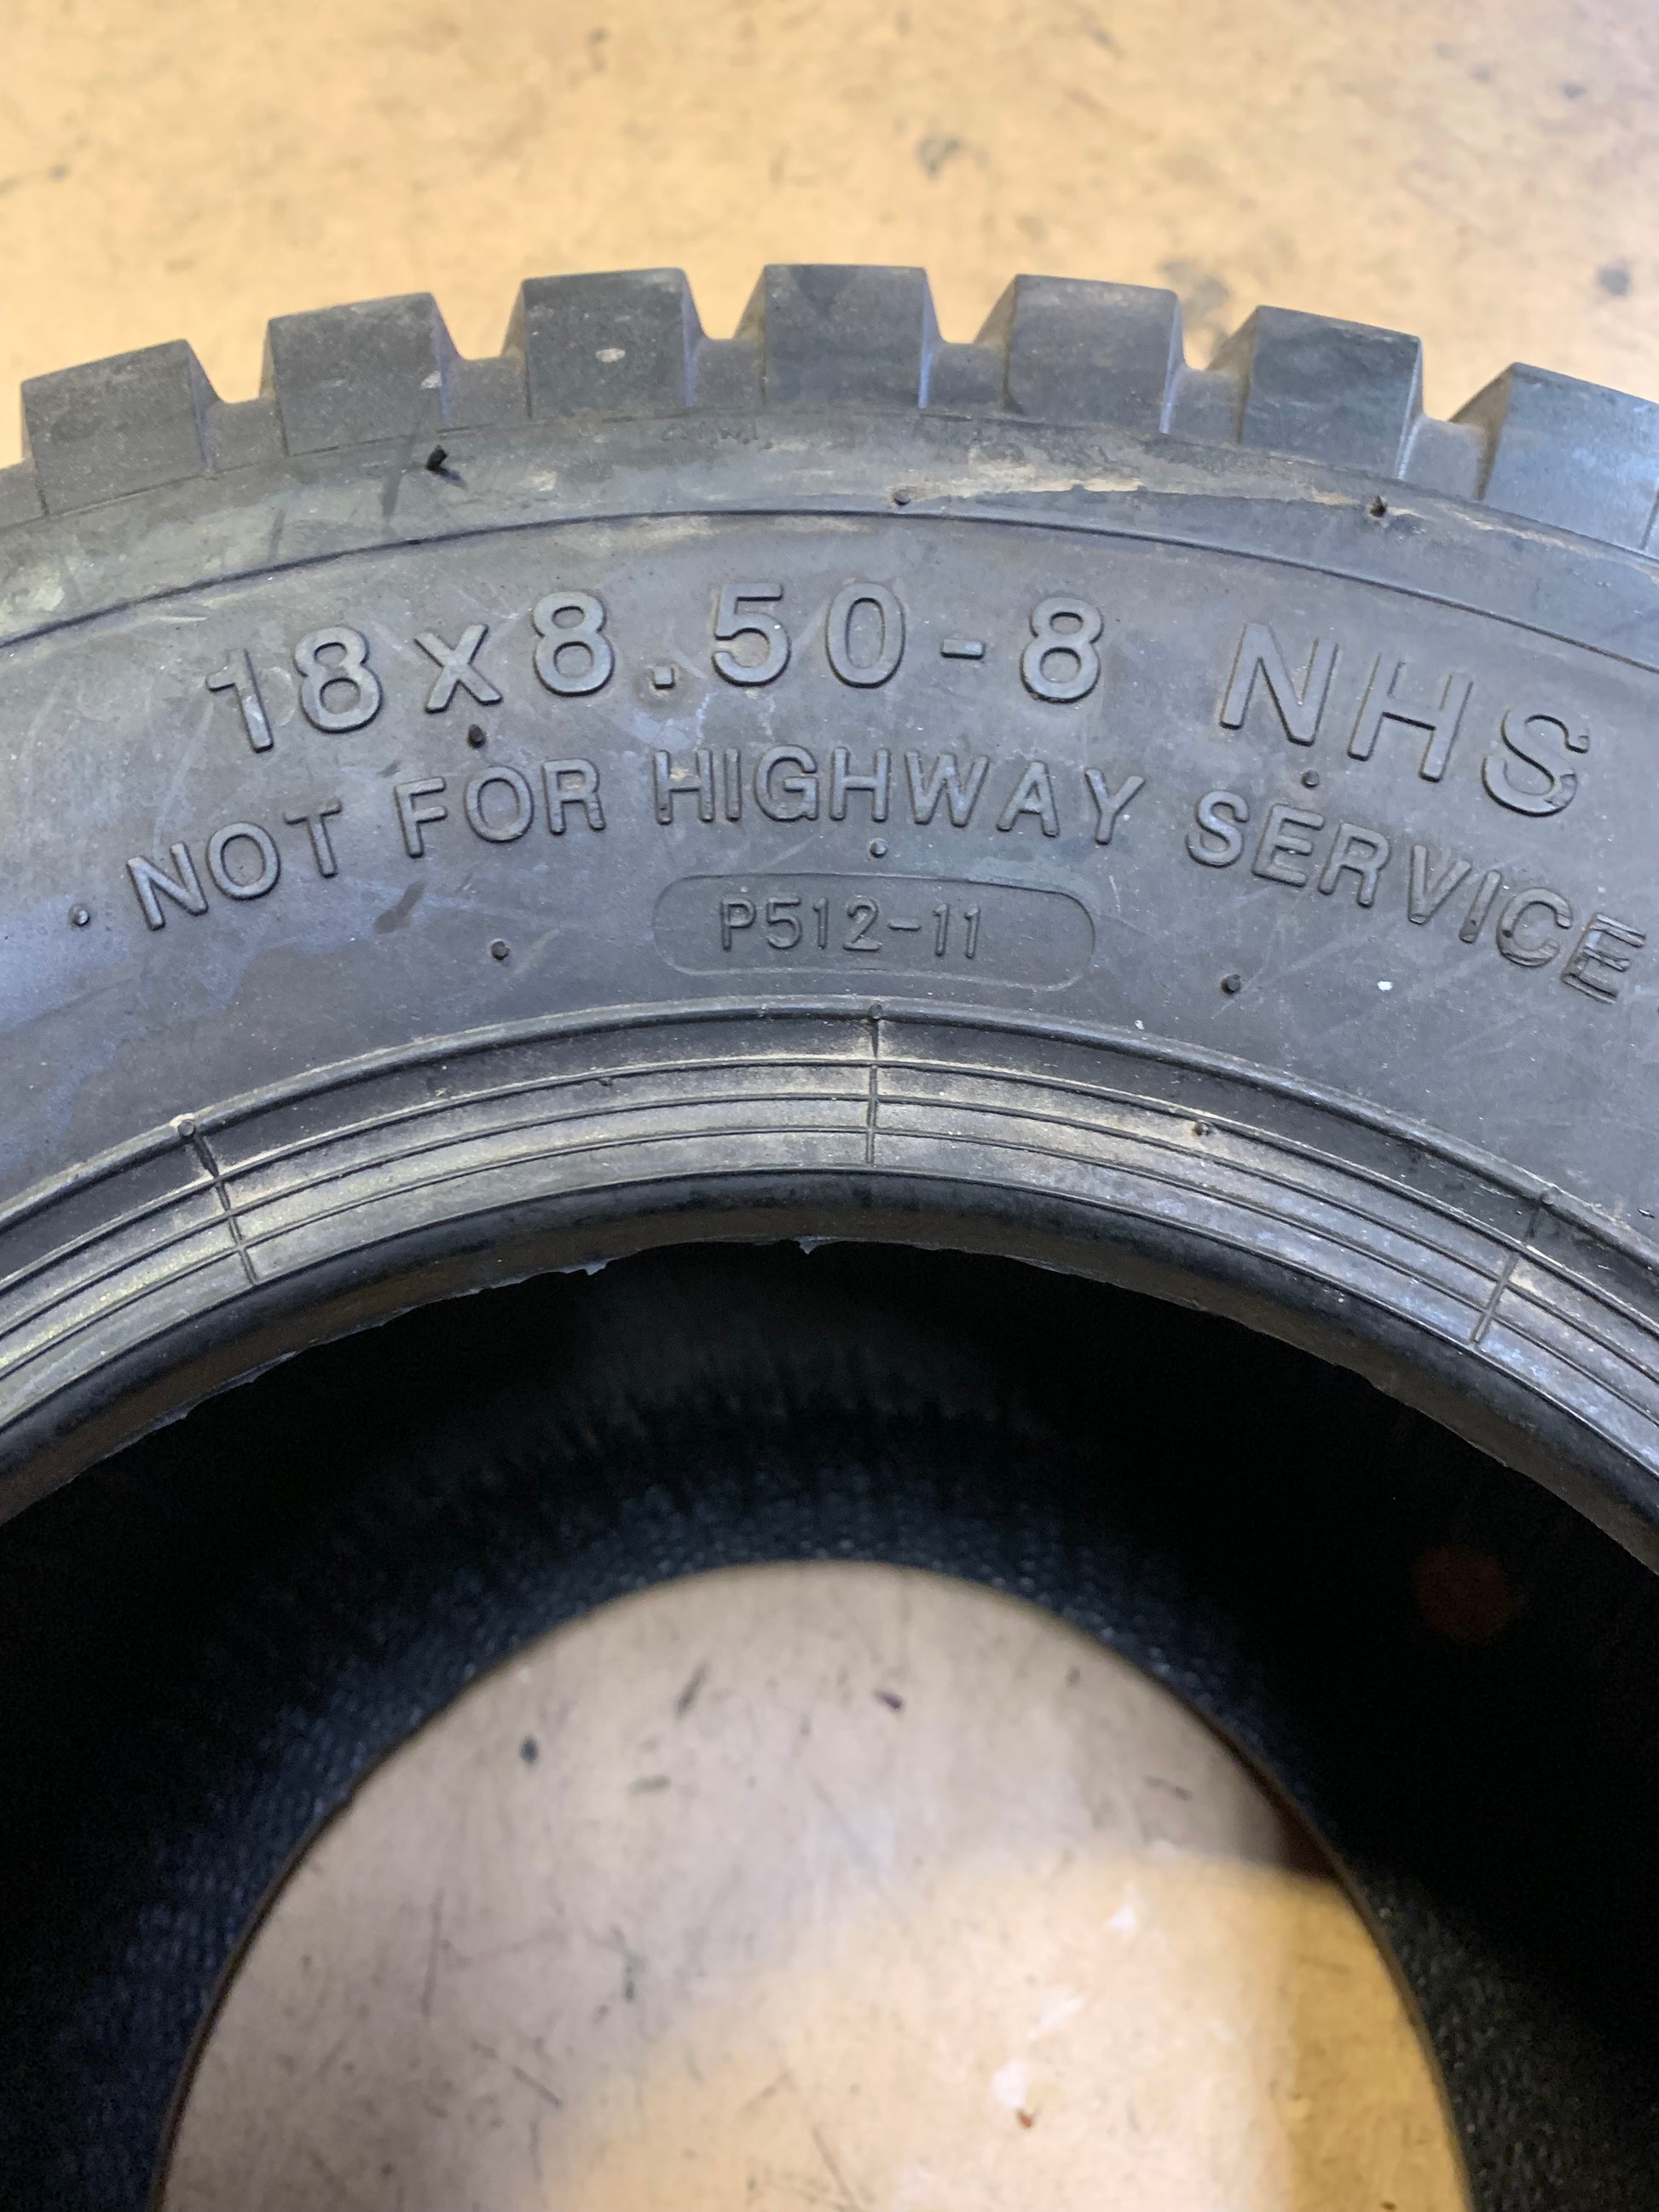 18x8.50-8 NHS
NOT FOR HIGHWAY SERVICE
P512-11